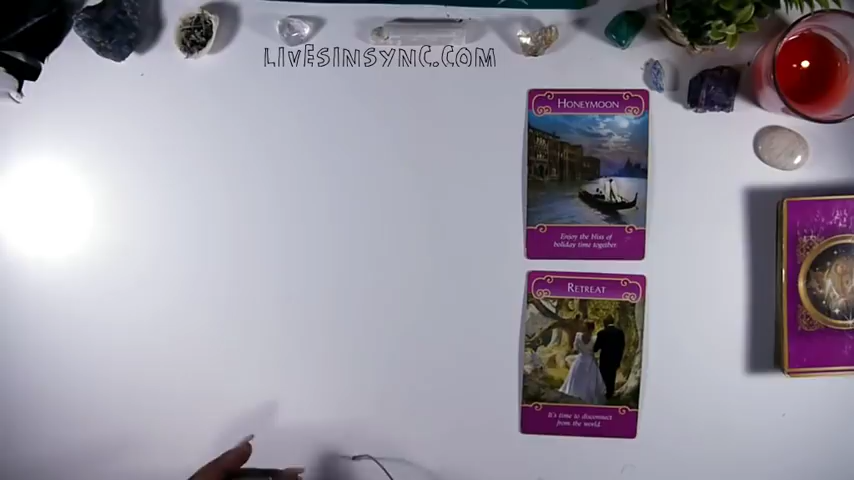 LIVESINSYNC.COM
HONEYMOON
Enjoy the bliss of
holiday time together.
RETREAT
It's time to disconnect
from the world.